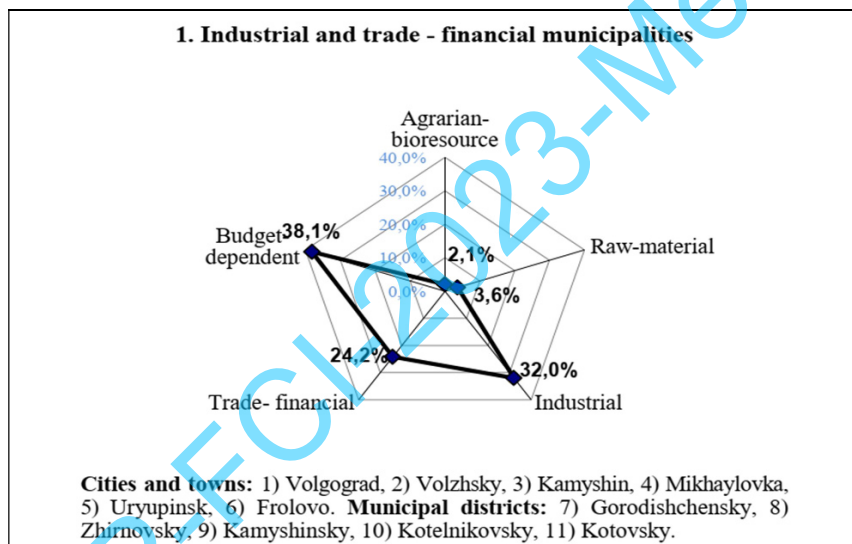 1. Industrial and trade - financial municipalities
Agrarian-
bioresource
40,0%
30,0%
20,0%
10,0%
0,0%
38,1%
Budget
dependent
2,1%
Raw-material
3,6%
24,2%
32,0%
Trade- financial
Industrial
Cities and towns: 1) Volgograd, 2) Volzhsky, 3) Kamyshin, 4) Mikhaylovka,
5) Uryupinsk, 6) Frolovo. Municipal districts: 7) Gorodishchensky, 8)
Zhirnovsky, 9) Kamyshinsky, 10) Kotelnikovsky, 11) Kotovsky.
-FCI-2023-Me